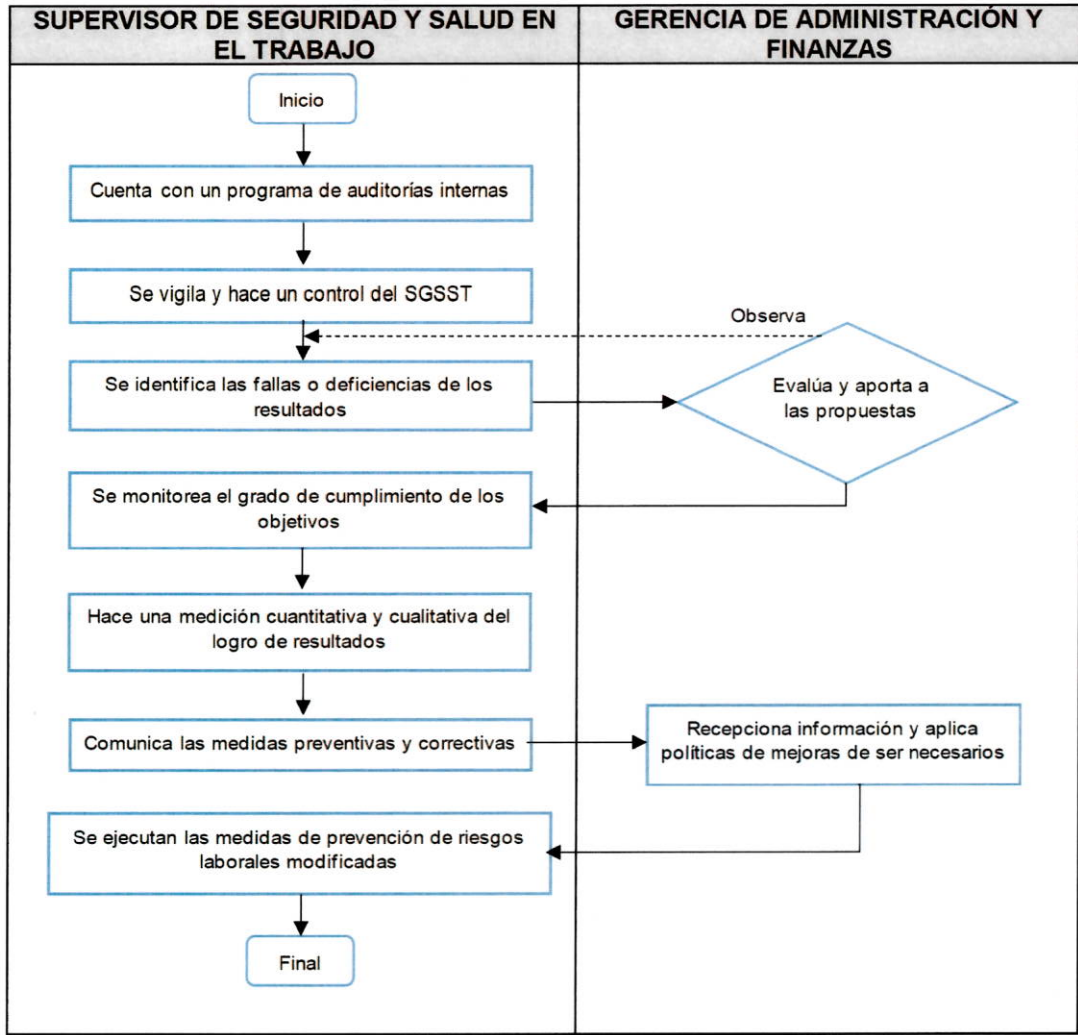 SUPERVISOR DE SEGURIDAD Y SALUD EN
EL TRABAJO
GERENCIA DE ADMINISTRACIÓN Y
FINANZAS
Inicio
Cuenta con un programa de auditorías internas
Se vigila y hace un control del SGSST
Observa
Se identifica las fallas o deficiencias de los
resultados
Evalúa y aporta a
las propuestas
Se monitorea el grado de cumplimiento de los
objetivos
Hace una medición cuantitativa y cualitativa del
logro de resultados
Comunica las medidas preventivas y correctivas
Recepciona información y aplica
políticas de mejoras de ser necesarios
Se ejecutan las medidas de prevención de riesgos
laborales modificadas
Final